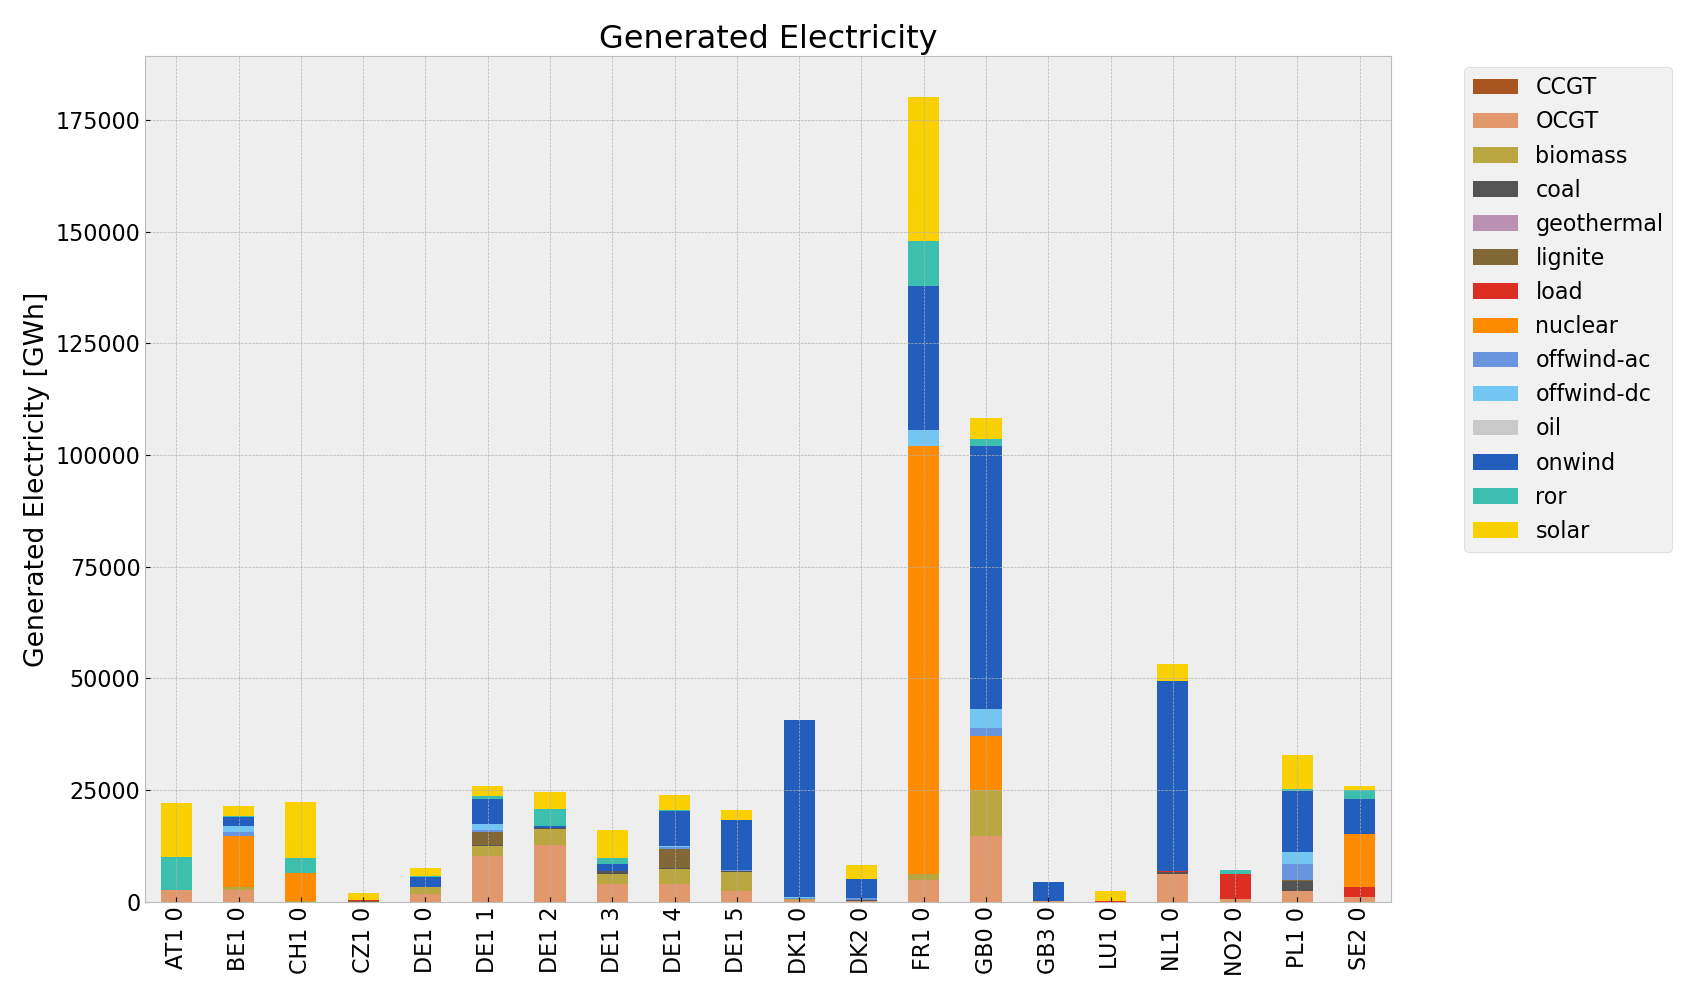 Generated Electricity
Generated Electricity [GWh]
175000
150000
125000
100000
75000
50000
25000
0
AT1 0
BE1 0
CH1 0
CZ1 0
DE1 0
DE1 1
DE1 2
DE1 3
DE1 4
DE1 5
DK1 0
DK2 0
FR1 0
GB0 0
GB3 0
LU1 0
NL1 0
NO2 0
PL1 0
SE2 0
CCGT
OCGT
biomass
coal
geothermal
lignite
load
nuclear
offwind-ac
offwind-dc
oil
onwind
ror
solar